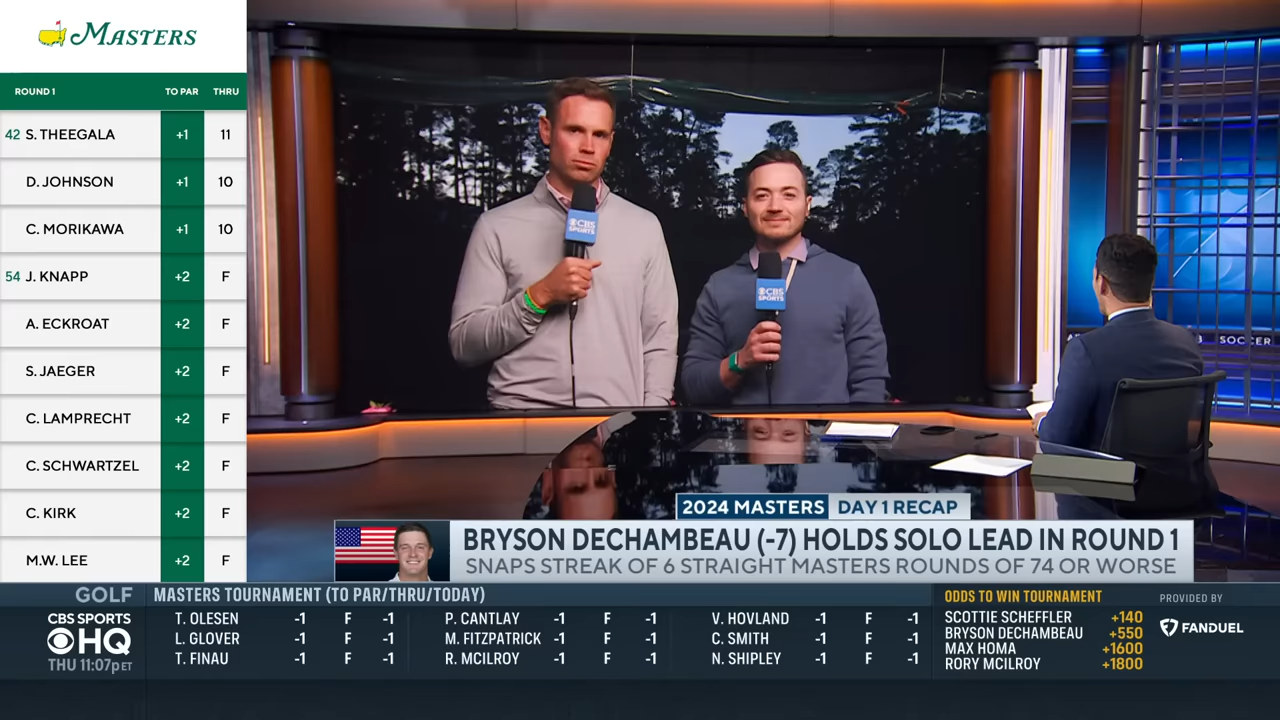 MASTERS
ROUND 1 TO PAR THRU
42 S. THEEGALA +1 11
D. JOHNSON +1 10
C. MORIKAWA +1 10
54 J. KNAPP +2 F
A. ECKROAT +2 F
S. JAEGER +2 F
C. LAMPRECHT +2 F
C. SCHWARTZEL +2 F
C. KIRK +2 F
M.W. LEE +2 F
CBS
SPORTS
CBS
SPORTS
SOCCER
2024 MASTERS DAY 1 RECAP
BRYSON DECHAMBEAU (-7) HOLDS SOLO LEAD IN ROUND 1
SNAPS STREAK OF 6 STRAIGHT MASTERS ROUNDS OF 74 OR WORSE
GOLF
CBS SPORTS
HQ
THU 11:07PET
MASTERS TOURNAMENT (TO PAR/THRU/TODAY)
T. OLESEN -1 F -1 P. CANTLAY -1 F -1 V. HOVLAND -1 F -1
L. GLOVER -1 F -1 M. FITZPATRICK -1 F -1 C. SMITH -1 F -1
T. FINAU -1 F -1 R. MCILROY -1 F -1 N. SHIPLEY -1 F -1
ODDS TO WIN TOURNAMENT
SCOTTIE SCHEFFLER +140
BRYSON DECHAMBEAU +550
MAX HOMA +1600
RORY MCILROY +1800
PROVIDED BY
FANDUEL